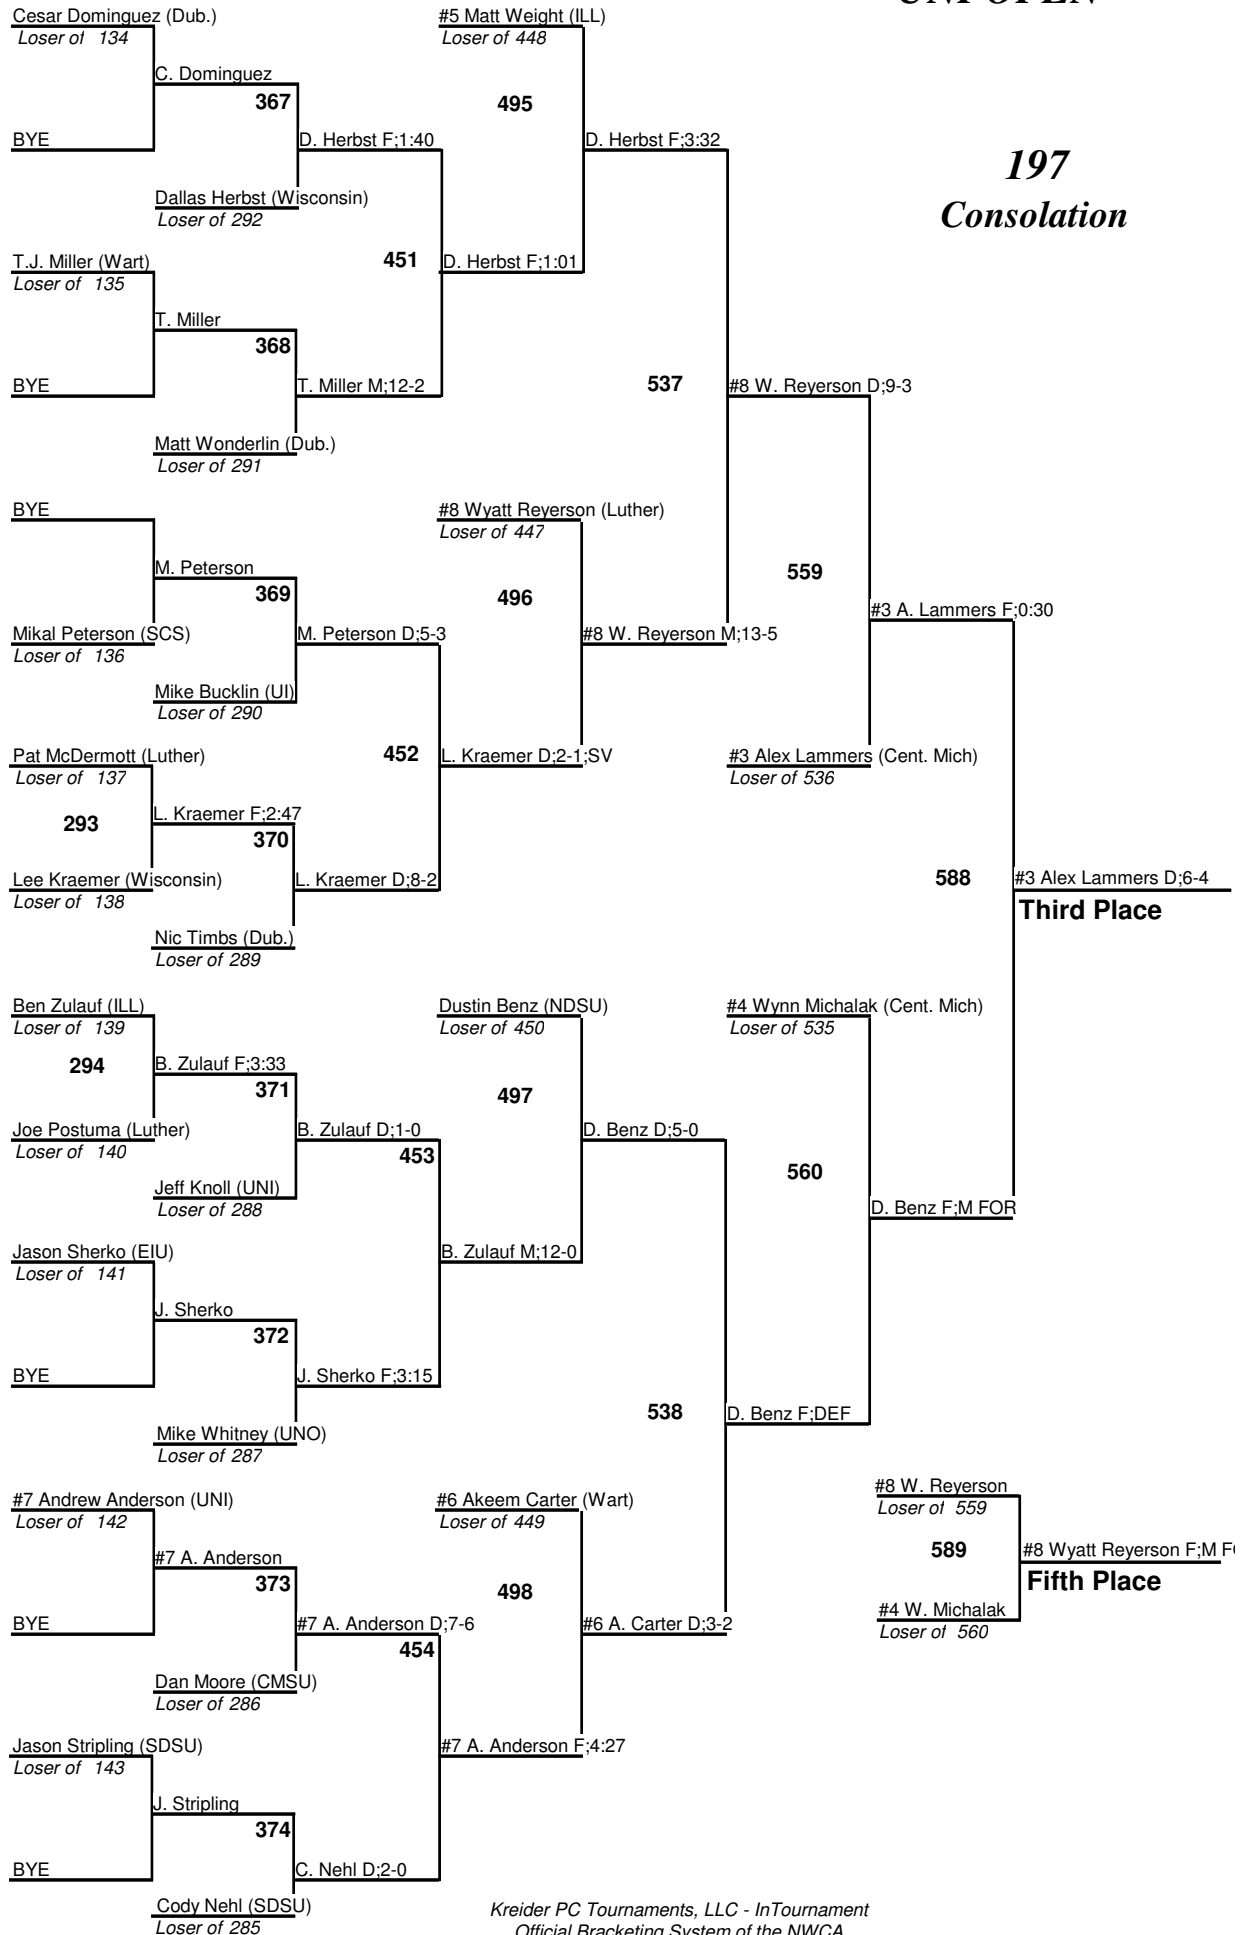 UNI OPEN
Cesar Dominguez (Dub.)
Loser of 134
#5 Matt Weight (ILL)
Loser of 448
C. Dominguez
367
495
BYE
D. Herbst F;1:40
D. Herbst F;3:32
197
Consolation
Dallas Herbst (Wisconsin)
Loser of 292
T.J. Miller (Wart)
Loser of 135
451
D. Herbst F;1:01
T. Miller
368
BYE
T. Miller M;12-2
537
#8 W. Reyerson D;9-3
Matt Wonderlin (Dub.)
Loser of 291
BYE
#8 Wyatt Reyerson (Luther)
Loser of 447
M. Peterson
369
496
559
#3 A. Lammers F;0:30
Mikal Peterson (SCS)
Loser of 136
M. Peterson D;5-3
#8 W. Reyerson M;13-5
Mike Bucklin (UI)
Loser of 290
Pat McDermott (Luther)
Loser of 137
452
L. Kraemer D;2-1;SV
#3 Alex Lammers (Cent. Mich)
Loser of 536
293
L. Kraemer F;2:47
370
Lee Kraemer (Wisconsin)
Loser of 138
L. Kraemer D;8-2
588
#3 Alex Lammers D;6-4
Third Place
Nic Timbs (Dub.)
Loser of 289
Ben Zulauf (ILL)
Loser of 139
Dustin Benz (NDSU)
Loser of 450
#4 Wynn Michalak (Cent. Mich)
Loser of 535
294
B. Zulauf F;3:33
371
497
Joe Postuma (Luther)
Loser of 140
B. Zulauf D;1-0
453
D. Benz D;5-0
560
Jeff Knoll (UNI)
Loser of 288
D. Benz F;M FOR
Jason Sherko (EIU)
Loser of 141
B. Zulauf M;12-0
J. Sherko
372
BYE
J. Sherko F;3:15
538
D. Benz F;DEF
Mike Whitney (UNO)
Loser of 287
#8 W. Reyerson
Loser of 559
#7 Andrew Anderson (UNI)
Loser of 142
#6 Akeem Carter (Wart)
Loser of 449
589
#8 Wyatt Reyerson F;M
Fifth Place
#7 A. Anderson
373
498
#4 W. Michalak
Loser of 560
BYE
#7 A. Anderson D;7-6
454
#6 A. Carter D;3-2
Dan Moore (CMSU)
Loser of 286
Jason Stripling (SDSU)
Loser of 143
#7 A. Anderson F;4:27
J. Stripling
374
BYE
C. Nehl D;2-0
Cody Nehl (SDSU)
Loser of 285
Kreider PC Tournaments, LLC - InTournament
Official Bracketing System of the NWCA